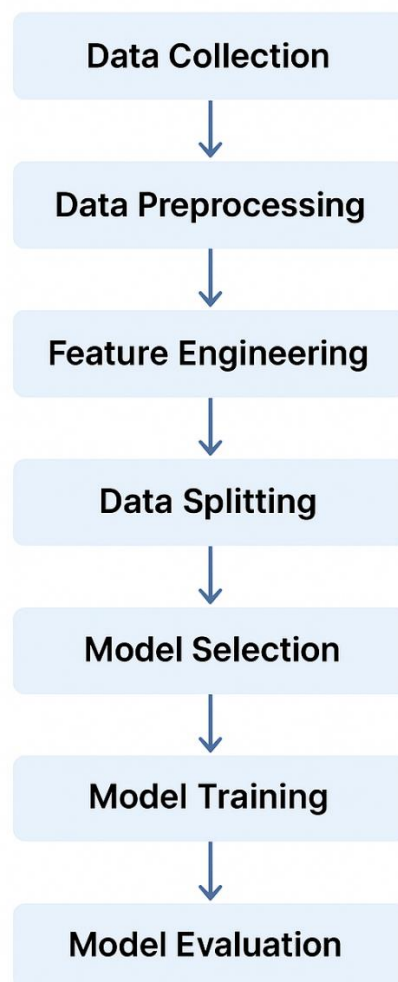 Data Collection
Data Preprocessing
Feature Engineering
Data Splitting
Model Selection
Model Training
Model Evaluation